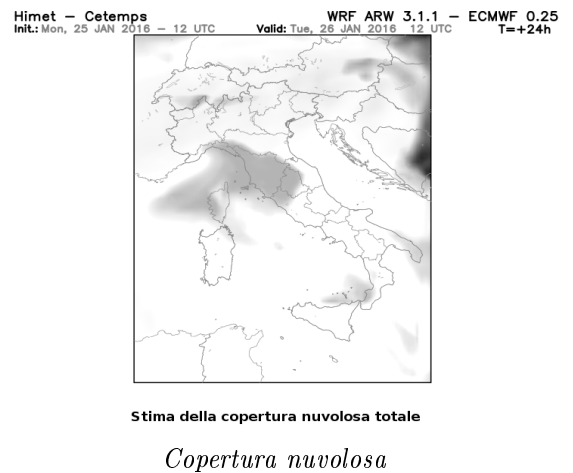 Himet – Cetemps WRF ARW 3.1.1 – ECMWF 0.25
Init.: Mon, 25 JAN 2016 – 12 UTC Valid: Tue, 26 JAN 2016 12 UTC T=+24h
Stima della copertura nuvolosa totale
Copertura nuvolosa